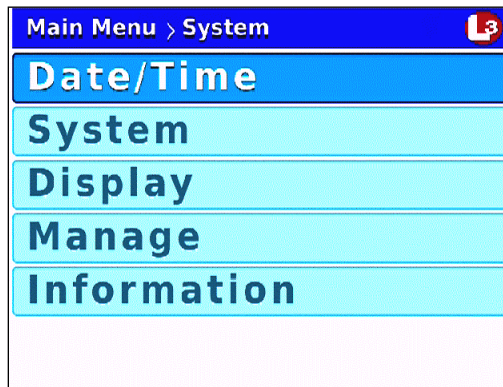 Main Menu > System L3
Date/Time
System
Display
Manage
Information